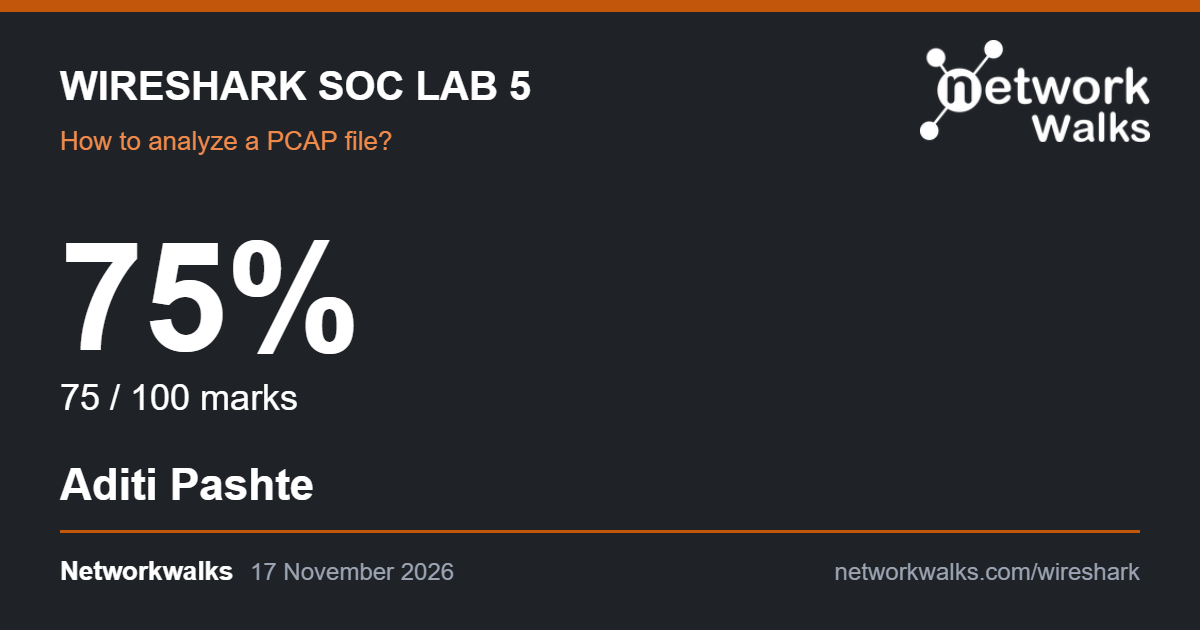 WIRESHARK SOC LAB 5
How to analyze a PCAP file?
network
walks
75%
75 / 100 marks
Aditi Pashte
Networkwalks 17 November 2026
networkwalks.com/wireshark